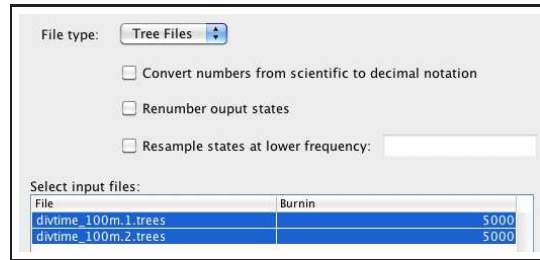 File type: Tree Files
Convert numbers from scientific to decimal notation
Renumber ouput states
Resample states at lower frequency:
Select input files:
File Burnin
divtime_100m.1.trees 5000
divtime_100m.2.trees 5000